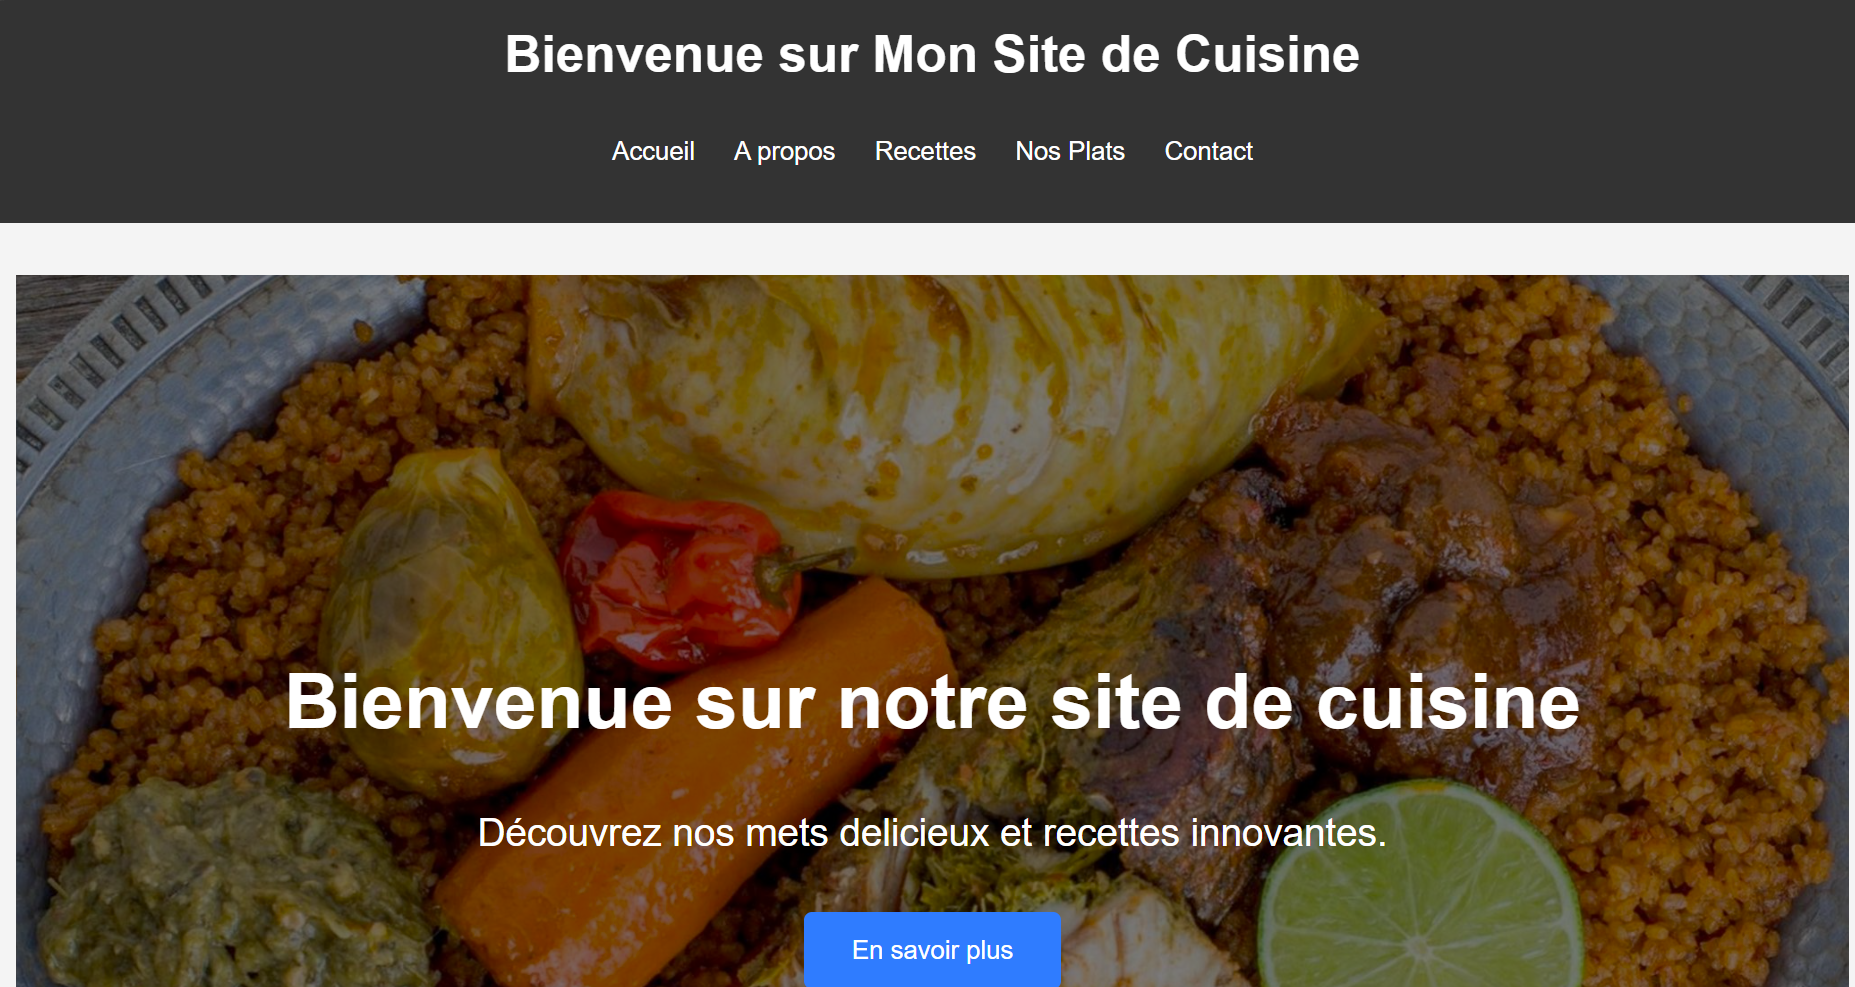 Bienvenue sur Mon Site de Cuisine
Accueil A propos Recettes Nos Plats Contact
Bienvenue sur notre site de cuisine
Découvrez nos mets delicieux et recettes innovantes.
En savoir plus